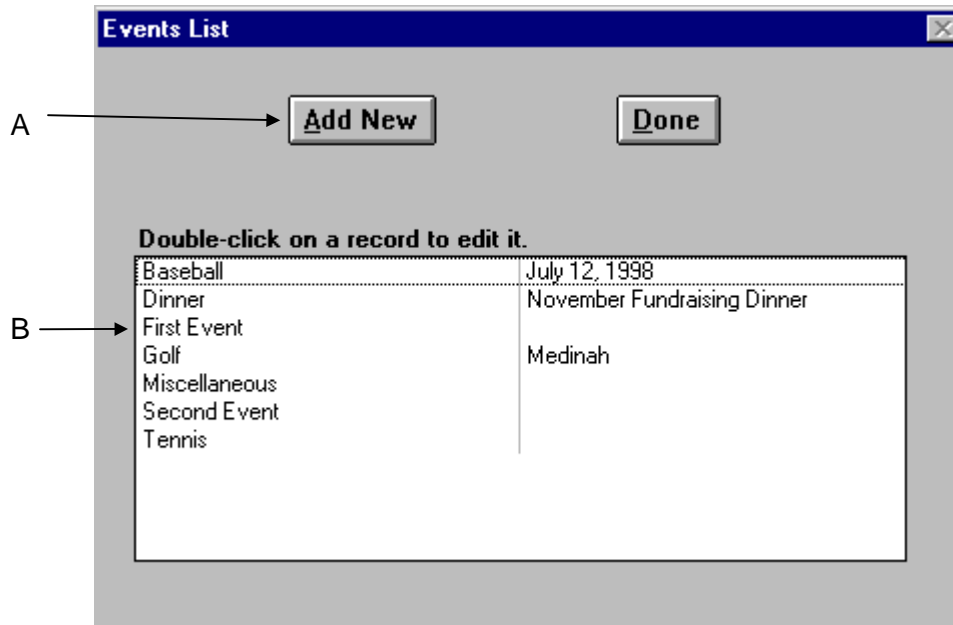 Events List
A
Add New
Done
Double-click on a record to edit it.
Baseball July 12, 1998
Dinner November Fundraising Dinner
B
First Event
Golf Medinah
Miscellaneous
Second Event
Tennis